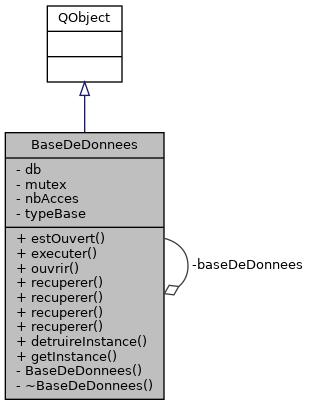 QObject
BaseDeDonnees
- db
- mutex
- nbAcces
- typeBase
+ estOuvert()
+ executer()
+ ouvrir()
+ recuperer()
+ recuperer()
+ recuperer()
+ recuperer()
+ detruireInstance()
+ getInstance()
- BaseDeDonnees()
- ~BaseDeDonnees()
-baseDeDonnees